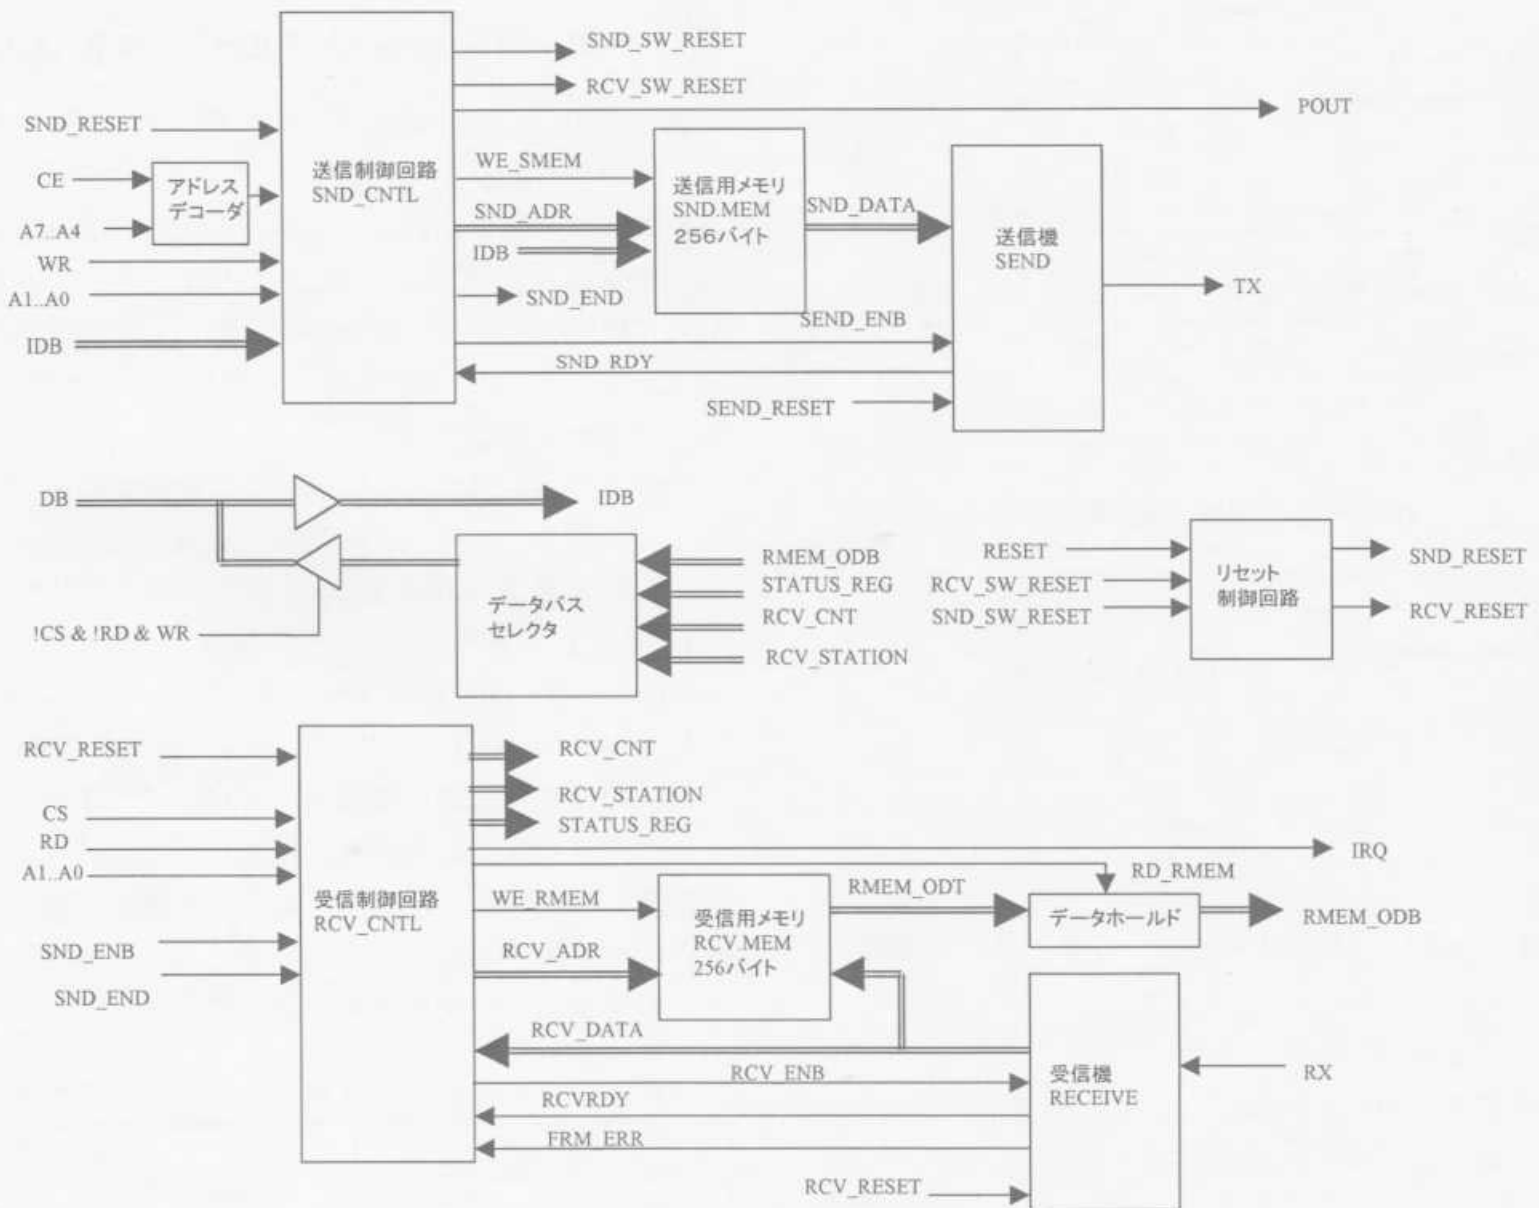 SND_SW_RESET
RCV_SW_RESET
POUT
SND_RESET
CE
アドレス
デコーダ
A7..A4
WR
A1..A0
IDB
送信制御回路
SND_CNTL
WE_SMEM
SND_ADR
IDB
SND_END
送信用メモリ
SND.MEM
256バイト
SND_DATA
送信機
SEND
TX
SEND_ENB
SND_RDY
SEND_RESET
DB
IDB
!CS & !RD & WR
データバス
セレクタ
RMEM_ODB
STATUS_REG
RCV_CNT
RCV_STATION
RESET
RCV_SW_RESET
SND_SW_RESET
リセット
制御回路
SND_RESET
RCV_RESET
RCV_RESET
CS
RD
A1..A0
SND_ENB
SND_END
受信制御回路
RCV_CNTL
RCV_CNT
RCV_STATION
STATUS_REG
IRQ
RD_RMEM
WE_RMEM
RCV_ADR
受信用メモリ
RCV.MEM
256バイト
RMEM_ODT
データホールド
RMEM_ODB
RCV_DATA
RCV_ENB
RCVRDY
FRM_ERR
RCV_RESET
受信機
RECEIVE
RX